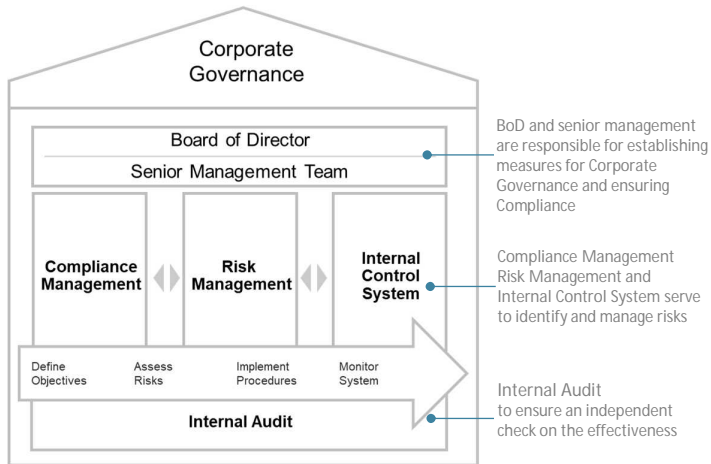 Corporate
Governance
Board of Director
Senior Management Team
BoD and senior management
are responsible for establishing
measures for Corporate
Governance and ensuring
Compliance
Compliance
Management
Risk
Management
Internal
Control
System
Compliance Management
Risk Management and
Internal Control System serve
to identify and manage risks
Define
Objectives
Assess
Risks
Implement
Procedures
Monitor
System
Internal Audit
Internal Audit
to ensure an independent
check on the effectiveness